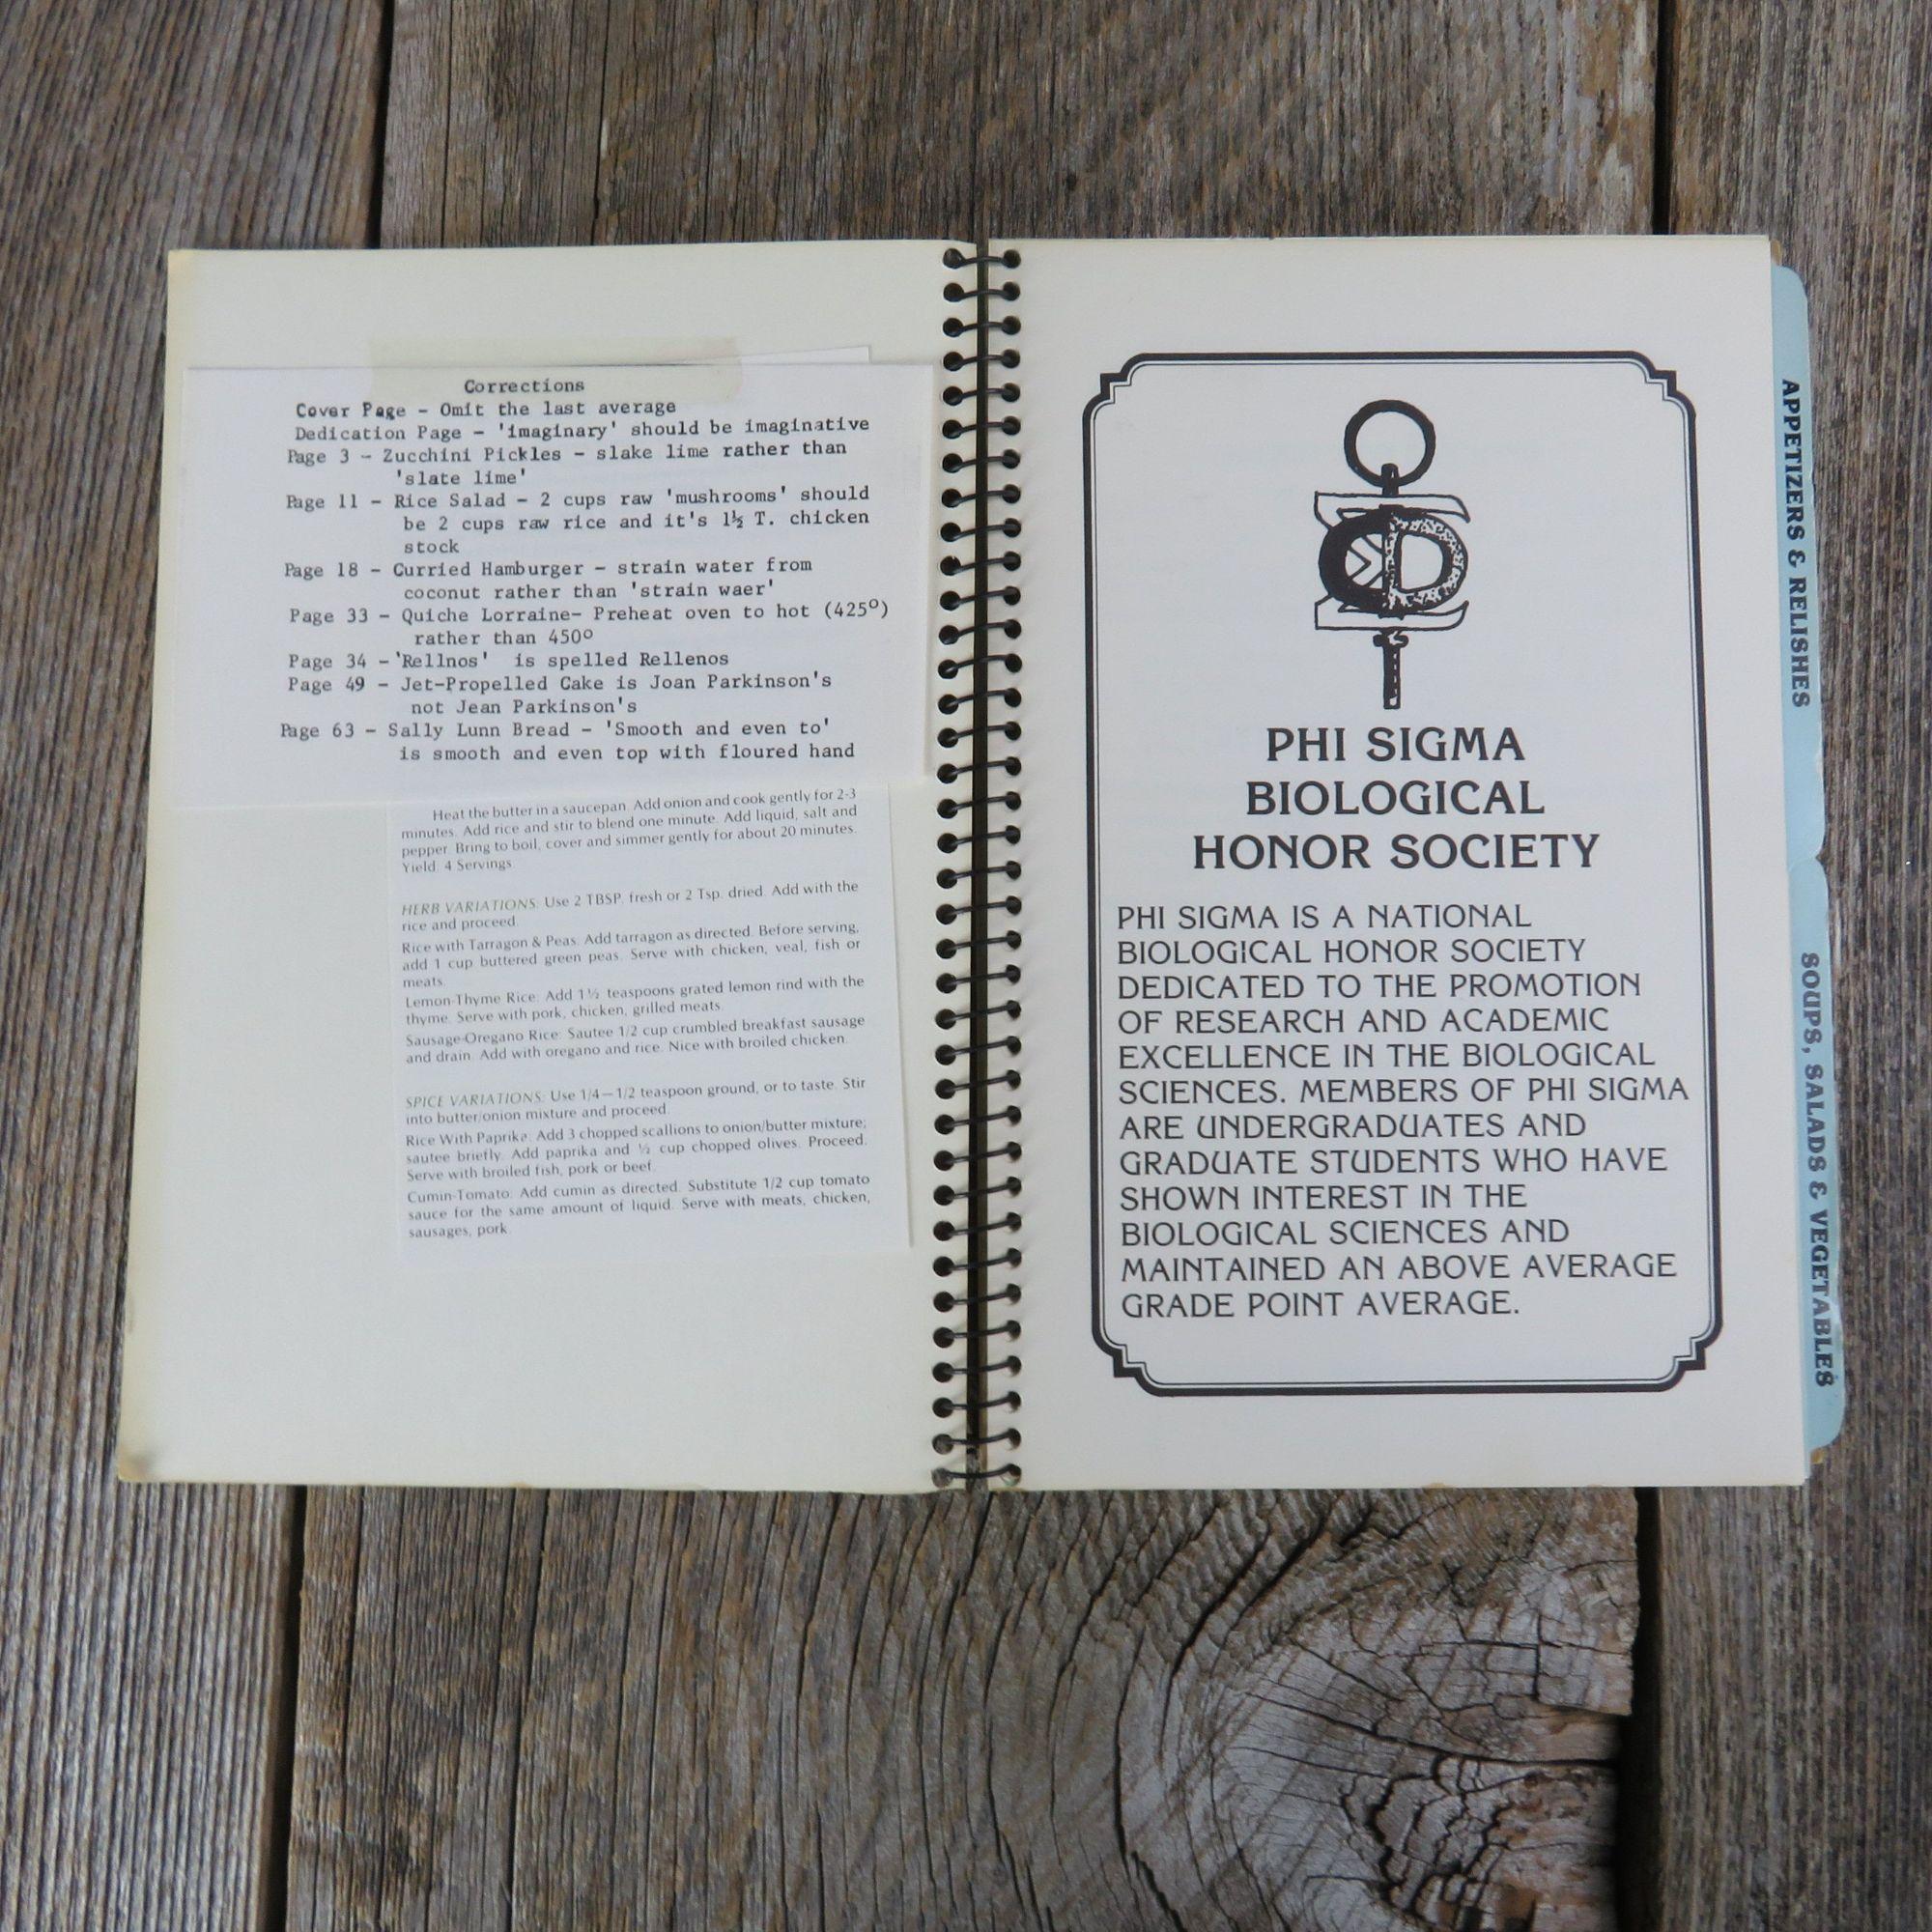 Corrections
Cover Page - Omit the last average
Dedication Page - 'imaginary' should be imaginative
Page 3 - Zucchini Pickles - slake lime rather than
'slate lime'
Page 11 - Rice Salad - 2 cups raw 'mushrooms' should
be 2 cups raw rice and it's 1½ T. chicken
stock
Page 18 - Curried Hamburger - strain water from
coconut rather than 'strain waer'
Page 33 - Quiche Lorraine- Preheat oven to hot (425º)
rather than 450º
Page 34 -'Rellnos' is spelled Rellenos
Page 49 - Jet-Propelled Cake is Joan Parkinson's
not Jean Parkinson's
Page 63 - Sally Lunn Bread - 'Smooth and even to'
is smooth and even top with floured hand
Heat the butter in a saucepan. Add onion and cook gently for 2-3
minutes. Add rice and stir to blend one minute. Add liquid, salt and
pepper. Bring to boil, cover and simmer gently for about 20 minutes.
Yield: 4 Servings.
HERB VARIATIONS: Use 2 TBSP. fresh or 2 Tsp. dried. Add with the
rice and proceed.
Rice with Tarragon & Peas: Add tarragon as directed. Before serving,
add 1 cup buttered green peas. Serve with chicken, veal, fish or
meats.
Lemon-Thyme Rice: Add 1½ teaspoons grated lemon rind with the
thyme. Serve with pork, chicken, grilled meats.
Sausage-Oregano Rice: Sautee 1/2 cup crumbled breakfast sausage
and drain. Add with oregano and rice. Nice with broiled chicken.
SPICE VARIATIONS: Use 1/4—1/2 teaspoon ground, or to taste. Stir
into butter/onion mixture and proceed.
Rice With Paprika: Add 3 chopped scallions to onion/butter mixture;
sautee briefly. Add paprika and ½ cup chopped olives. Proceed.
Serve with broiled fish, pork or beef.
Cumin-Tomato: Add cumin as directed. Substitute 1/2 cup tomato
sauce for the same amount of liquid. Serve with meats, chicken,
sausages, pork.
PHI SIGMA
BIOLOGICAL
HONOR SOCIETY
PHI SIGMA IS A NATIONAL
BIOLOGICAL HONOR SOCIETY
DEDICATED TO THE PROMOTION
OF RESEARCH AND ACADEMIC
EXCELLENCE IN THE BIOLOGICAL
SCIENCES. MEMBERS OF PHI SIGMA
ARE UNDERGRADUATES AND
GRADUATE STUDENTS WHO HAVE
SHOWN INTEREST IN THE
BIOLOGICAL SCIENCES AND
MAINTAINED AN ABOVE AVERAGE
GRADE POINT AVERAGE.
APPETIZERS & RELISHES
SOUPS, SALADS & VEGETABLES